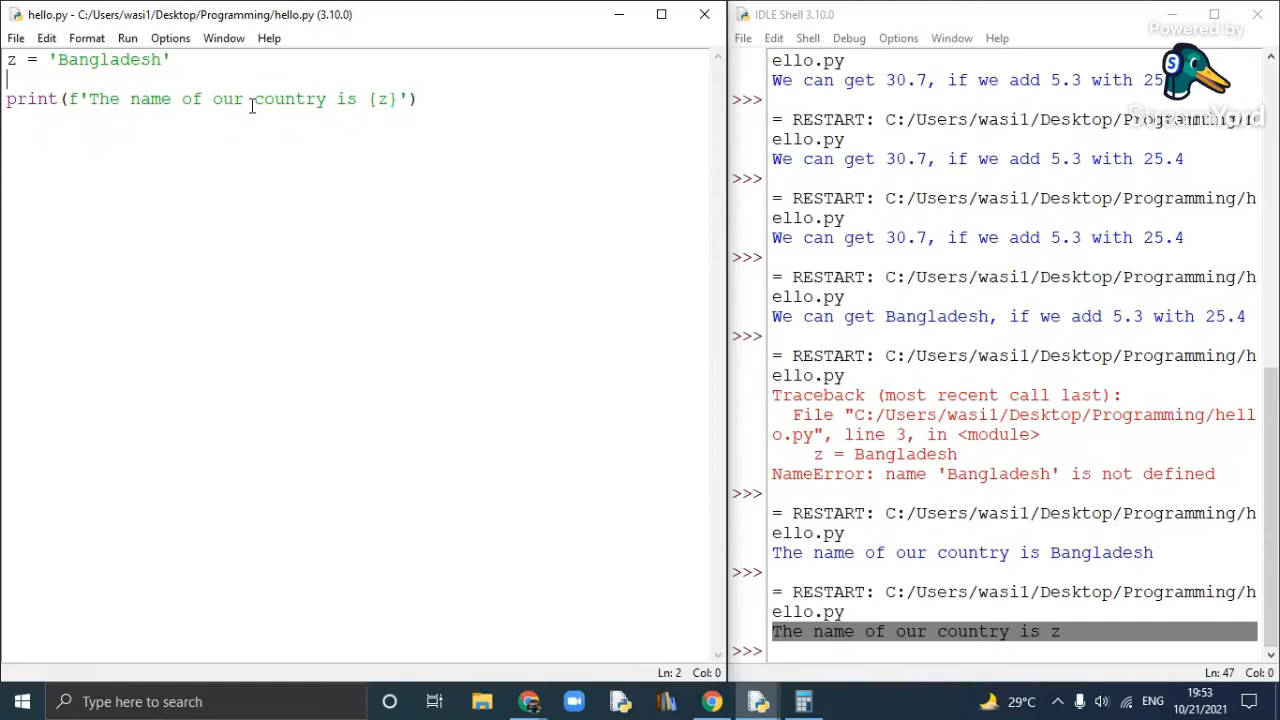 hello.py - C:/Users/wasi1/Desktop/Programming/hello.py (3.10.0)
File Edit Format Run Options Window Help
z = 'Bangladesh'
print(f'The name of our country is {z}')
Ln: 2 Col: 0
IDLE Shell 3.10.0
File Edit Shell Debug Options Window Help
Powered by
StreamYard
ello.py
We can get 30.7, if we add 5.3 with 25
>>>
= RESTART: C:/Users/wasi1/Desktop/Programming/h
ello.py
We can get 30.7, if we add 5.3 with 25.4
>>>
= RESTART: C:/Users/wasi1/Desktop/Programming/h
ello.py
We can get 30.7, if we add 5.3 with 25.4
>>>
= RESTART: C:/Users/wasi1/Desktop/Programming/h
ello.py
We can get Bangladesh, if we add 5.3 with 25.4
>>>
= RESTART: C:/Users/wasi1/Desktop/Programming/h
ello.py
Traceback (most recent call last):
File "C:/Users/wasi1/Desktop/Programming/hell
o.py", line 3, in <module>
z = Bangladesh
NameError: name 'Bangladesh' is not defined
>>>
= RESTART: C:/Users/wasi1/Desktop/Programming/h
ello.py
The name of our country is Bangladesh
>>>
= RESTART: C:/Users/wasi1/Desktop/Programming/h
ello.py
The name of our country is z
>>>
Ln: 47 Col: 0
Type here to search
29°C
ENG
19:53
10/21/2021